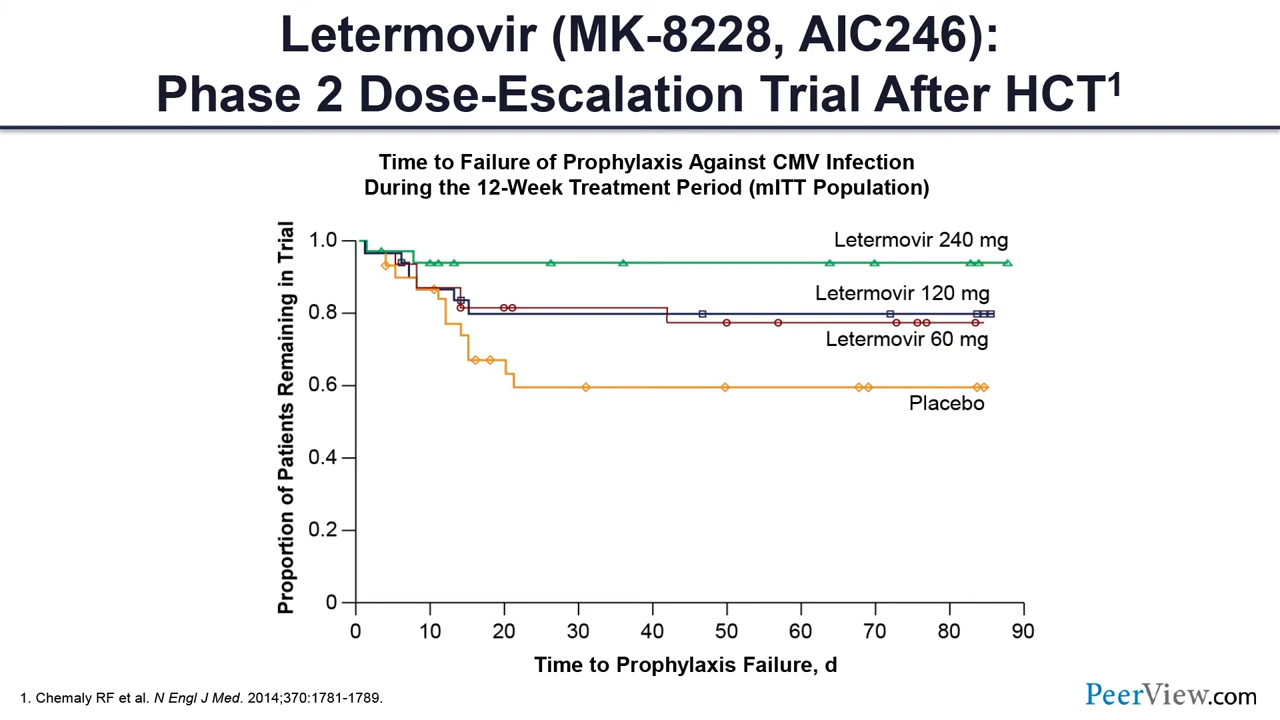 Letermovir (MK-8228, AIC246):
Phase 2 Dose-Escalation Trial After HCT¹
Time to Failure of Prophylaxis Against CMV Infection
During the 12-Week Treatment Period (mITT Population)
Proportion of Patients Remaining in Trial
1.0
0.8
0.6
0.4
0.2
0
Letermovir 240 mg
Letermovir 120 mg
Letermovir 60 mg
Placebo
0 10 20 30 40 50 60 70 80 90
Time to Prophylaxis Failure, d
1. Chemaly RF et al. N Engl J Med. 2014;370:1781-1789.
PeerView.com